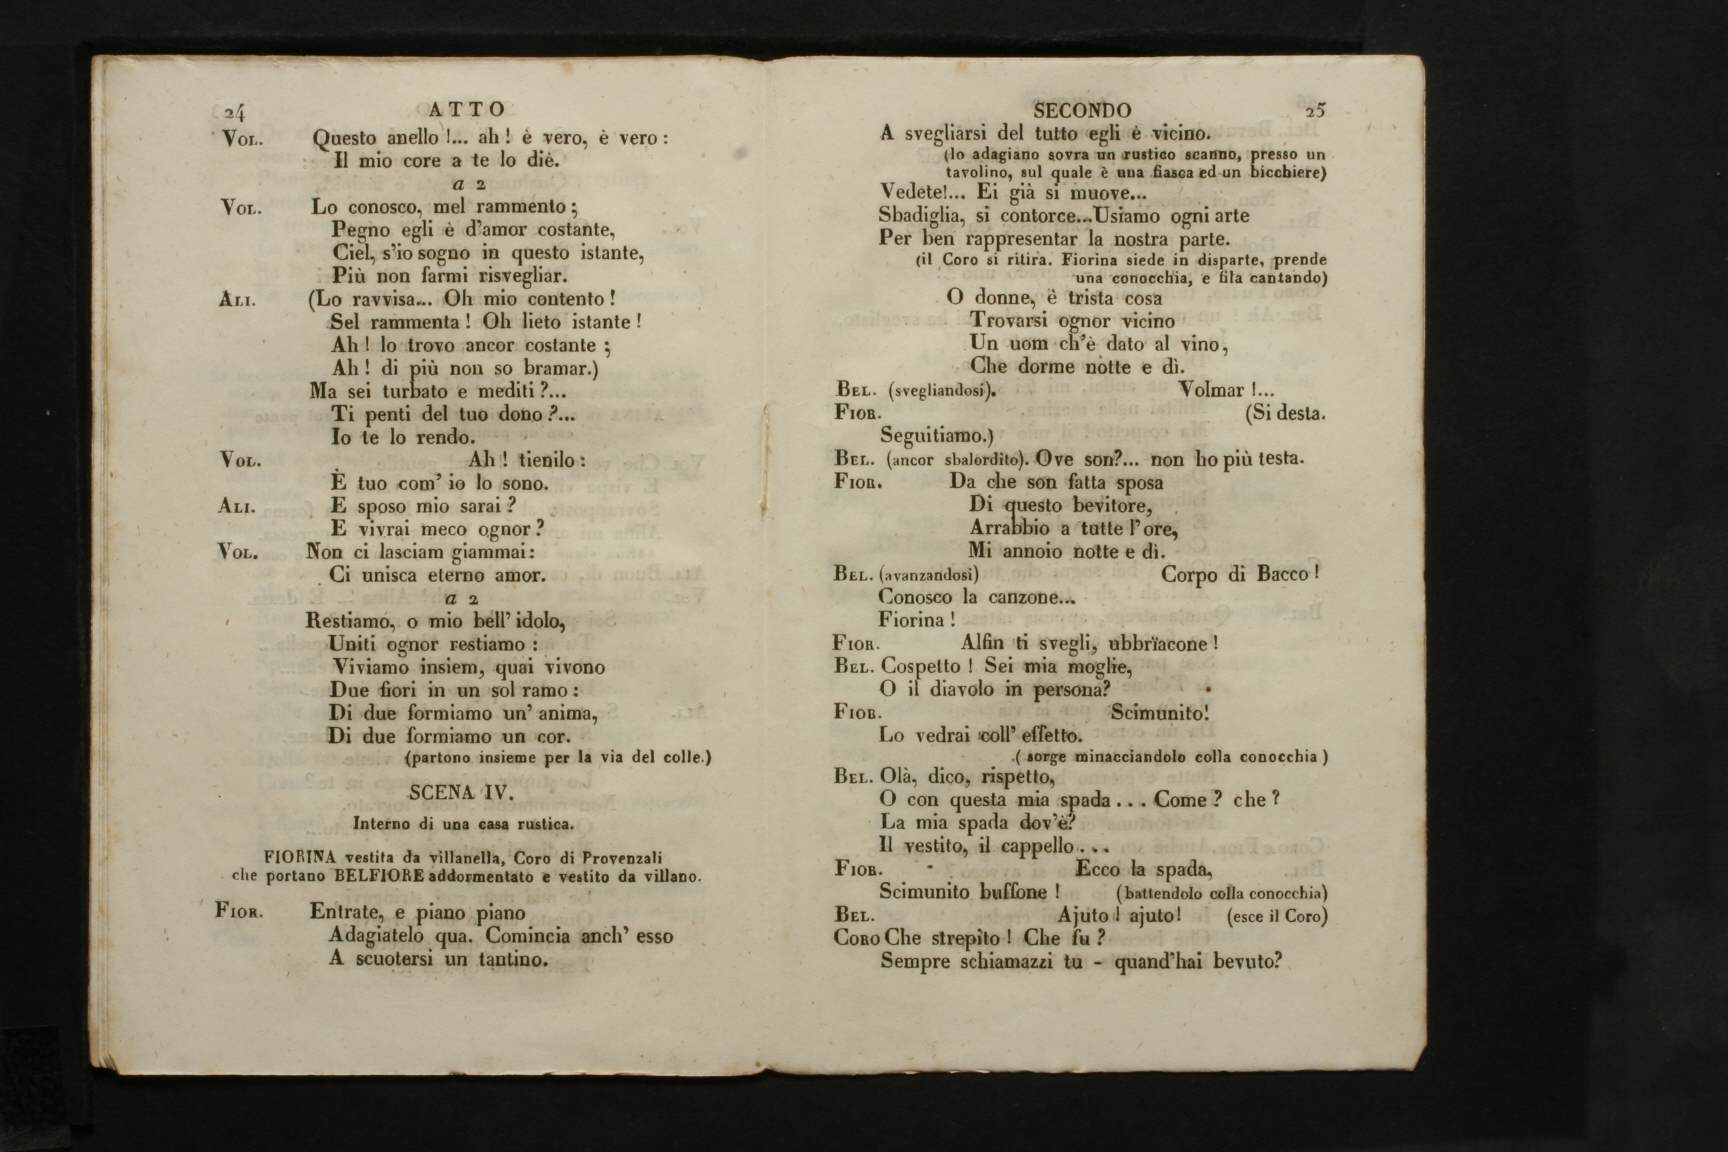 24 ATTO
VOL. Questo anello !... ah ! è vero, è vero :
Il mio core a te lo diè.
a 2
VOL. Lo conosco, mel rammento ;
Pegno egli è d'amor costante,
Ciel, s'io sogno in questo istante,
Più non farmi risvegliar.
ALI. (Lo ravvisa... Oh mio contento !
Sel rammenta ! Oh lieto istante !
Ah ! lo trovo ancor costante ;
Ah ! di più non so bramar.)
Ma sei turbato e mediti ?...
Ti penti del tuo dono ?...
Io te lo rendo.
VOL. Ah ! tienilo :
È tuo com' io lo sono.
ALI. E sposo mio sarai ?
E vivrai meco ognor ?
VOL. Non ci lasciam giammai :
Ci unisca eterno amor.
a 2
Restiamo, o mio bell' idolo,
Uniti ognor restiamo :
Viviamo insiem, quai vivono
Due fiori in un sol ramo :
Di due formiamo un' anima,
Di due formiamo un cor.
(partono insieme per la via del colle.)
SCENA IV.
Interno di una casa rustica.
FIORINA vestita da villanella, Coro di Provenzali
che portano BELFIORE addormentato e vestito da villano.
FIOR. Entrate, e piano piano
Adagiatelo qua. Comincia anch' esso
A scuotersi un tantino.
SECONDO 25
A svegliarsi del tutto egli è vicino.
(lo adagiano sovra un rustico scanno, presso un
tavolino, sul quale è una fiasca ed un bicchiere)
Vedete!... Ei già si muove...
Sbadiglia, si contorce...Usiamo ogni arte
Per ben rappresentar la nostra parte.
(il Coro si ritira. Fiorina siede in disparte, prende
una conocchia, e fila cantando)
O donne, è trista cosa
Trovarsi ognor vicino
Un uom ch'è dato al vino,
Che dorme notte e dì.
BEL. (svegliandosi). Volmar !...
FIOR. (Si desta.
Seguitiamo.)
BEL. (ancor sbalordito). Ove son?... non ho più testa.
FIOR. Da che son fatta sposa
Di questo bevitore,
Arrabbio a tutte l'ore,
Mi annoio notte e dì.
BEL. (avanzandosi) Corpo di Bacco !
Conosco la canzone...
Fiorina !
FIOR. Alfin ti svegli, ubbrïacone !
BEL. Cospetto ! Sei mia moglie,
O il diavolo in persona?
FIOR. Scimunito!
Lo vedrai coll' effetto.
( sorge minacciandolo colla conocchia )
BEL. Olà, dico, rispetto,
O con questa mia spada . . . Come ? che ?
La mia spada dov'è?
Il vestito, il cappello . . .
FIOR. Ecco la spada,
Scimunito buffone ! (battendolo colla conocchia)
BEL. Ajuto ! ajuto! (esce il Coro)
CORO Che strepito ! Che fu ?
Sempre schiamazzi tu - quand'hai bevuto?